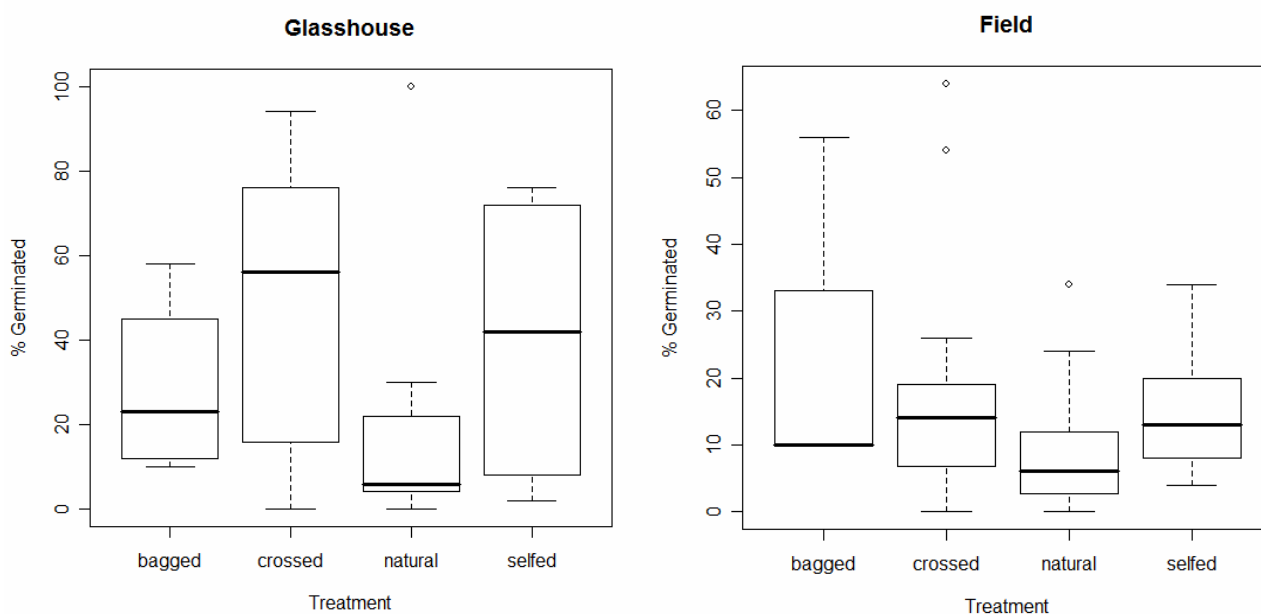 Glasshouse
% Germinated
100
80
60
40
20
0
bagged crossed natural selfed
Treatment
Field
% Germinated
60
50
40
30
20
10
0
bagged crossed natural selfed
Treatment